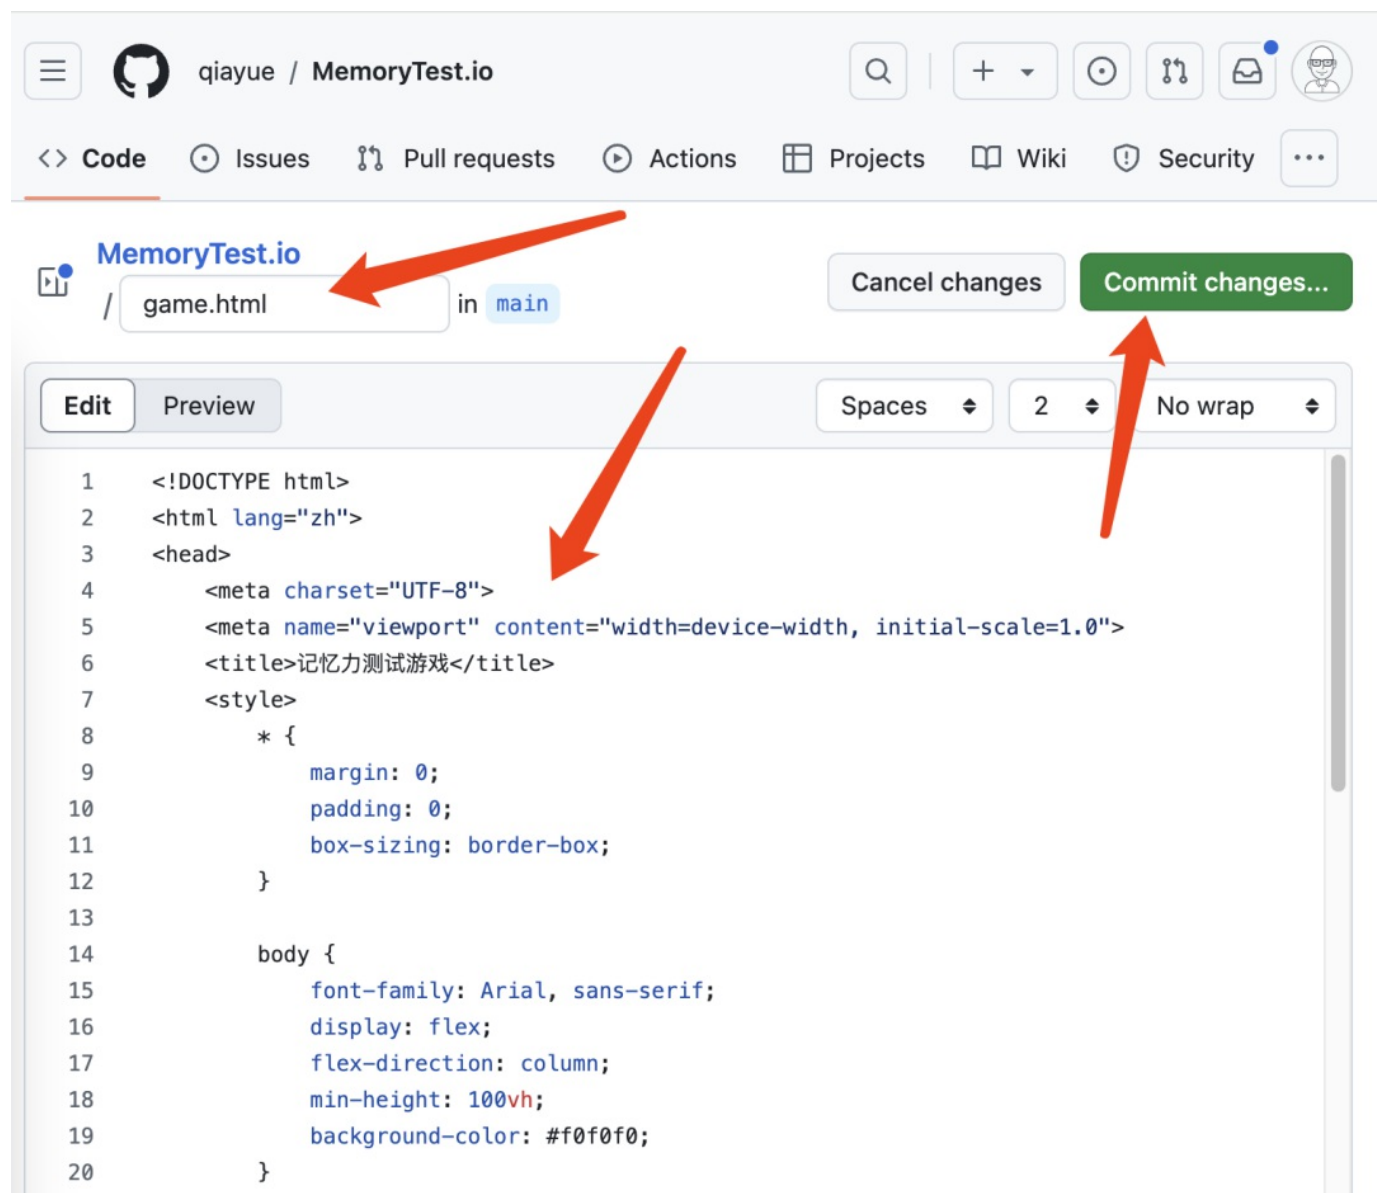 qiayue / MemoryTest.io
Code Issues Pull requests Actions Projects Wiki Security
MemoryTest.io
/ game.html in main
Cancel changes Commit changes...
Edit Preview Spaces 2 No wrap
1 <!DOCTYPE html>
2 <html lang="zh">
3 <head>
4 <meta charset="UTF-8">
5 <meta name="viewport" content="width=device-width, initial-scale=1.0">
6 <title>记忆力测试游戏</title>
7 <style>
8 * {
9 margin: 0;
10 padding: 0;
11 box-sizing: border-box;
12 }
13
14 body {
15 font-family: Arial, sans-serif;
16 display: flex;
17 flex-direction: column;
18 min-height: 100vh;
19 background-color: #f0f0f0;
20 }